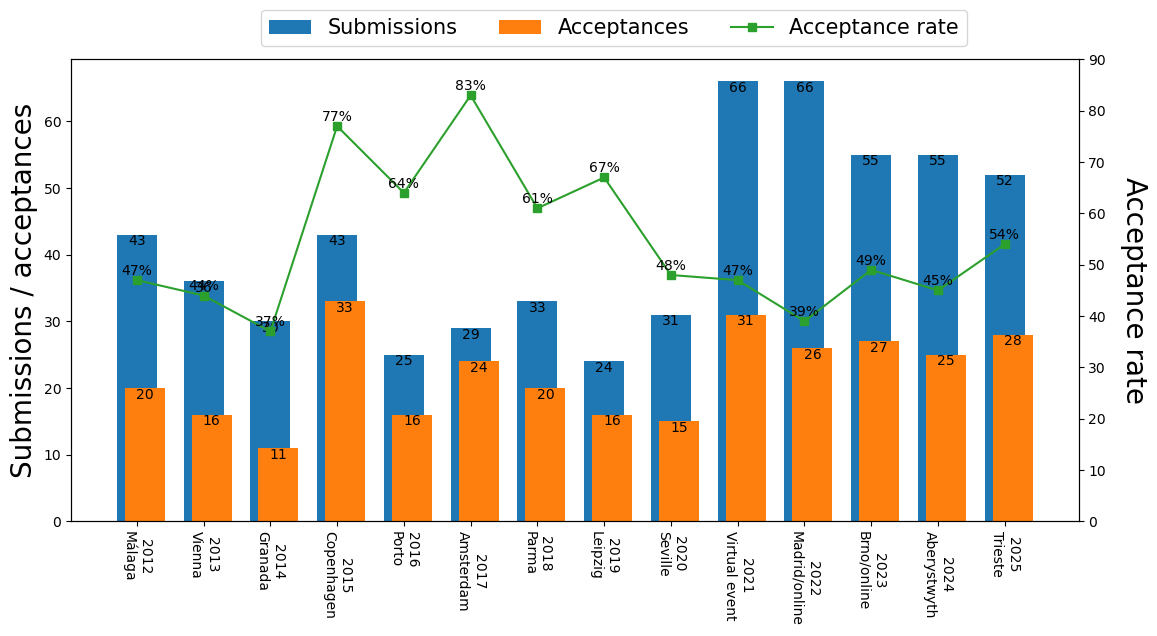 Submissions Acceptances Acceptance rate
Submissions / acceptances
60
50
40
30
20
10
0
90
80
70
60
50
40
30
20
10
0
Acceptance rate
43 36 30 43 25 29 33 24 31 66 66 55 55 52
20 16 11 33 16 24 20 16 15 31 26 27 25 28
47% 44% 37% 77% 64% 83% 61% 67% 48% 47% 39% 49% 45% 54%
2012
Málaga
2013
Vienna
2014
Granada
2015
Copenhagen
2016
Porto
2017
Amsterdam
2018
Parma
2019
Leipzig
2020
Seville
2021
Virtual event
2022
Madrid/online
2023
Brno/online
2024
Aberystwyth
2025
Trieste